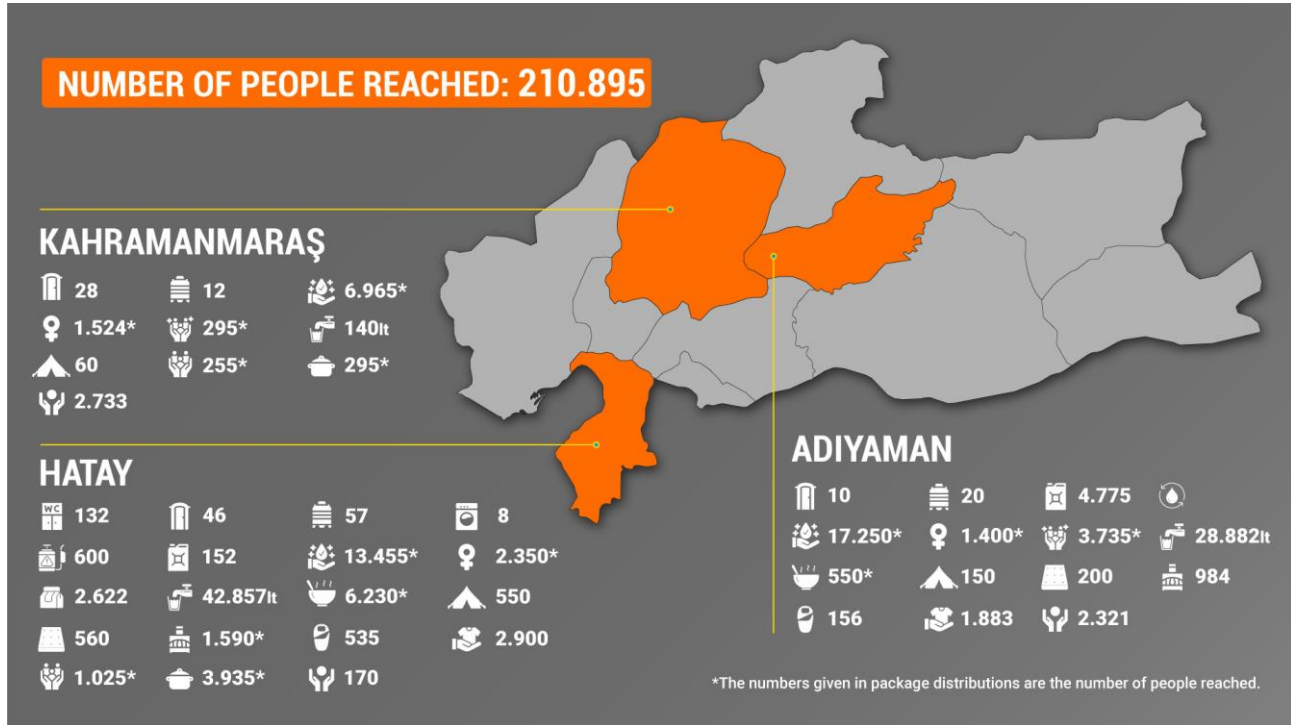 NUMBER OF PEOPLE REACHED: 210.895
KAHRAMANMARAŞ
28 12 6.965*
1.524* 295* 140lt
60 255* 295*
2.733
HATAY
WC 132 46 57 8
600 152 13.455* 2.350*
2.622 42.857lt 6.230* 550
560 1.590* 535 2.900
1.025* 3.935* 170
ADIYAMAN
10 20 4.775
17.250* 1.400* 3.735* 28.882lt
550* 150 200 984
156 1.883 2.321
*The numbers given in package distributions are the number of people reached.